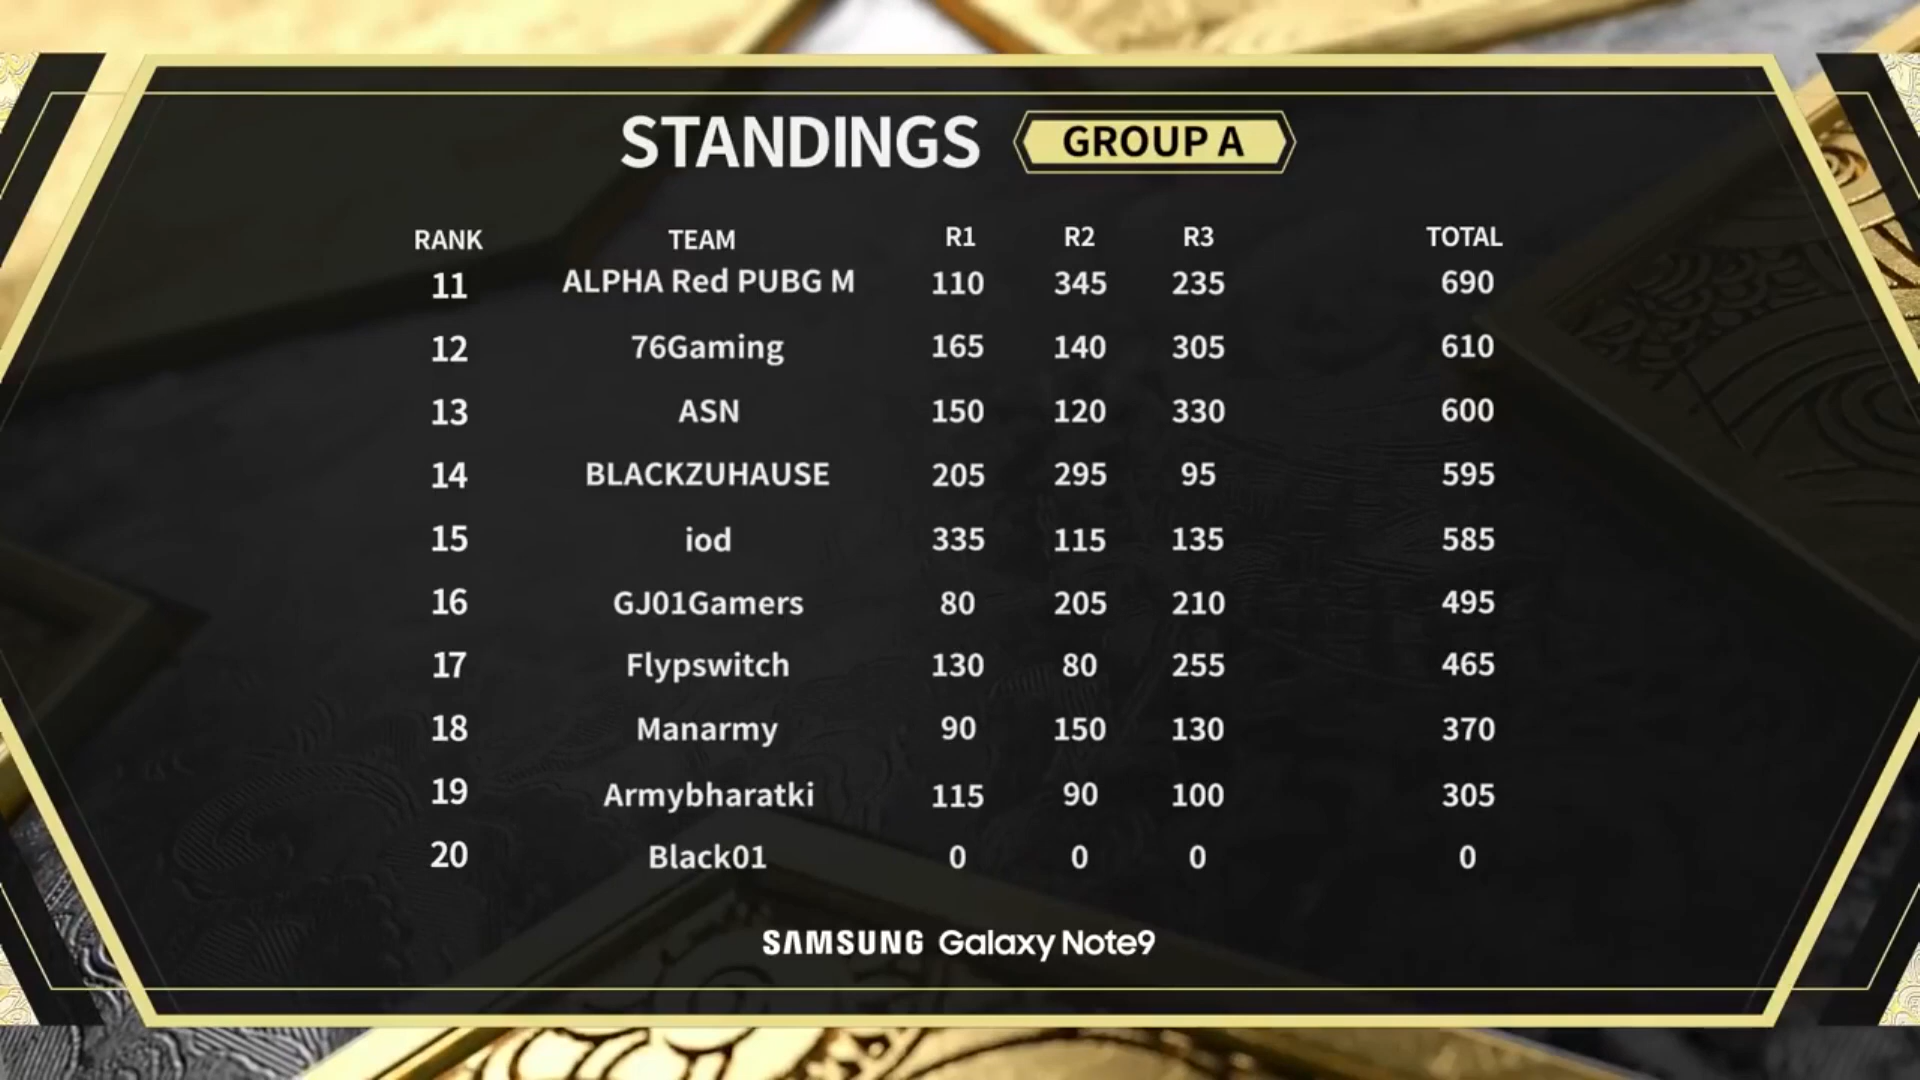 STANDINGS GROUP A
RANK TEAM R1 R2 R3 TOTAL
11 ALPHA Red PUBG M 110 345 235 690
12 76Gaming 165 140 305 610
13 ASN 150 120 330 600
14 BLACKZUHAUSE 205 295 95 595
15 iod 335 115 135 585
16 GJ01Gamers 80 205 210 495
17 Flypswitch 130 80 255 465
18 Manarmy 90 150 130 370
19 Armybharatki 115 90 100 305
20 Black01 0 0 0 0
SAMSUNG Galaxy Note9